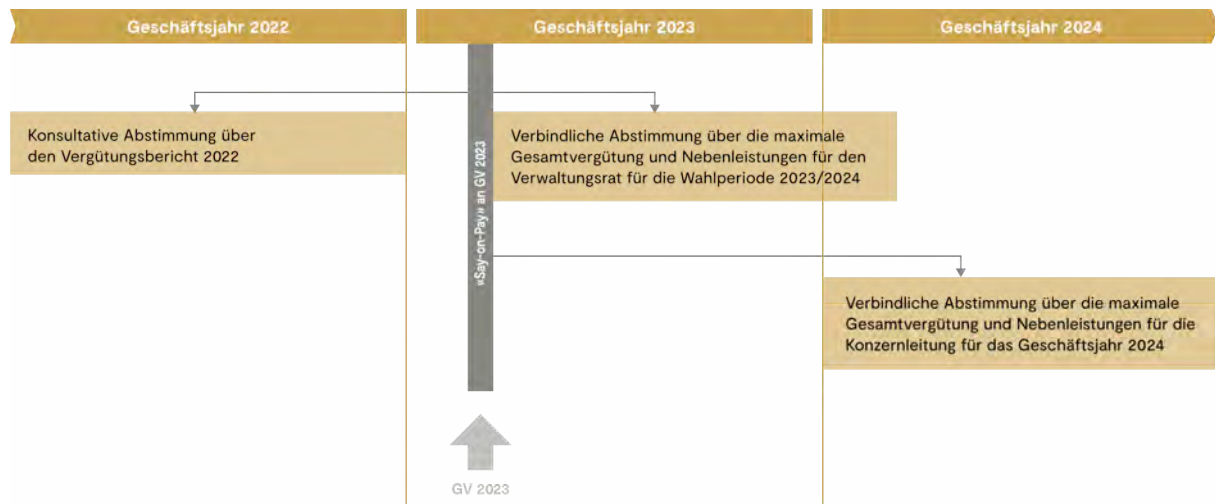 Geschäftsjahr 2022
Geschäftsjahr 2023
Geschäftsjahr 2024
Konsultative Abstimmung über
den Vergütungsbericht 2022
«Say-on-Pay» an GV 2023
Verbindliche Abstimmung über die maximale
Gesamtvergütung und Nebenleistungen für den
Verwaltungsrat für die Wahlperiode 2023/2024
Verbindliche Abstimmung über die maximale
Gesamtvergütung und Nebenleistungen für die
Konzernleitung für das Geschäftsjahr 2024
GV 2023